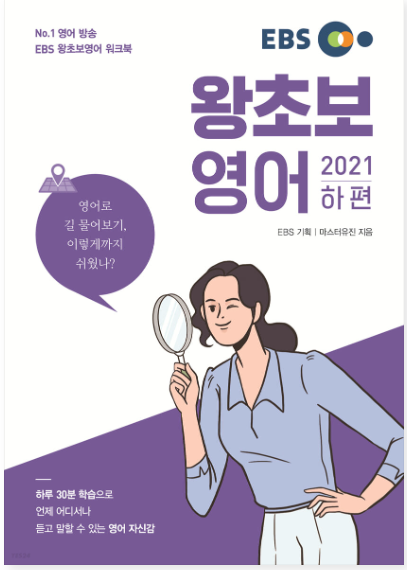 No.1 영어 방송
EBS 왕초보영어 워크북
EBS
왕초보
영어
2021
하편
EBS 기획 | 마스터유진 지음
영어로
길 물어보기,
이렇게까지
쉬웠나?
하루 30분 학습으로
언제 어디서나
듣고 말할 수 있는 영어 자신감